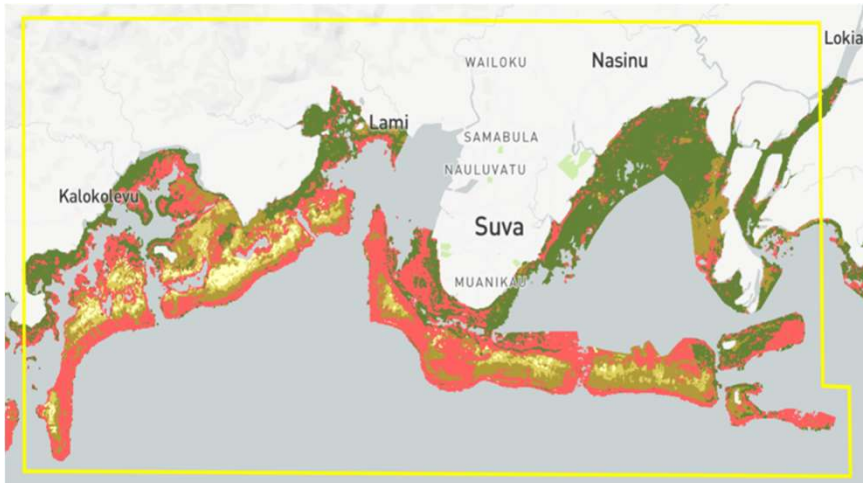 Lokia
Nasinu
WAILOKU
Lami
SAMABULA
NAULUVATU
Kalokolevu
Suva
MUANIKAU